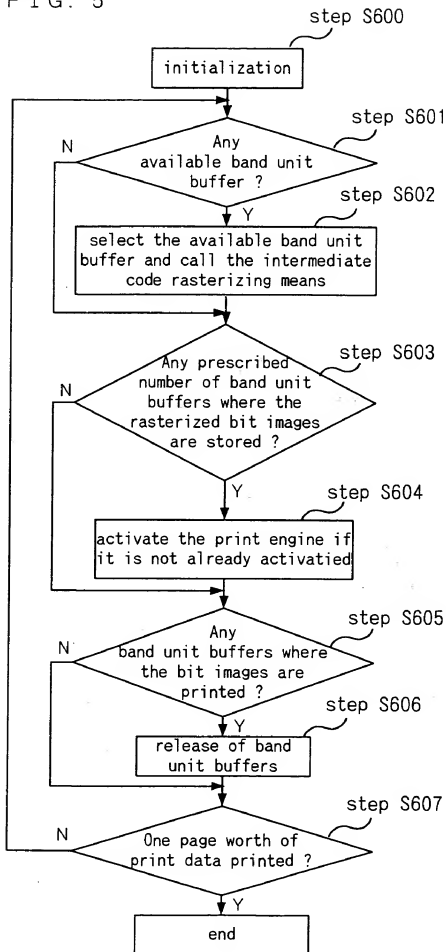 FIG. 5
step S600
initialization
step S601
N
Any
available band unit
buffer ?
Y
step S602
select the available band unit
buffer and call the intermediate
code rasterizing means
step S603
N
Any prescribed
number of band unit
buffers where the
rasterized bit images
are stored ?
Y
step S604
activate the print engine if
it is not already activatied
step S605
N
Any
band unit buffers where
the bit images are
printed ?
Y
step S606
release of band
unit buffers
step S607
N
One page worth of
print data printed ?
Y
end